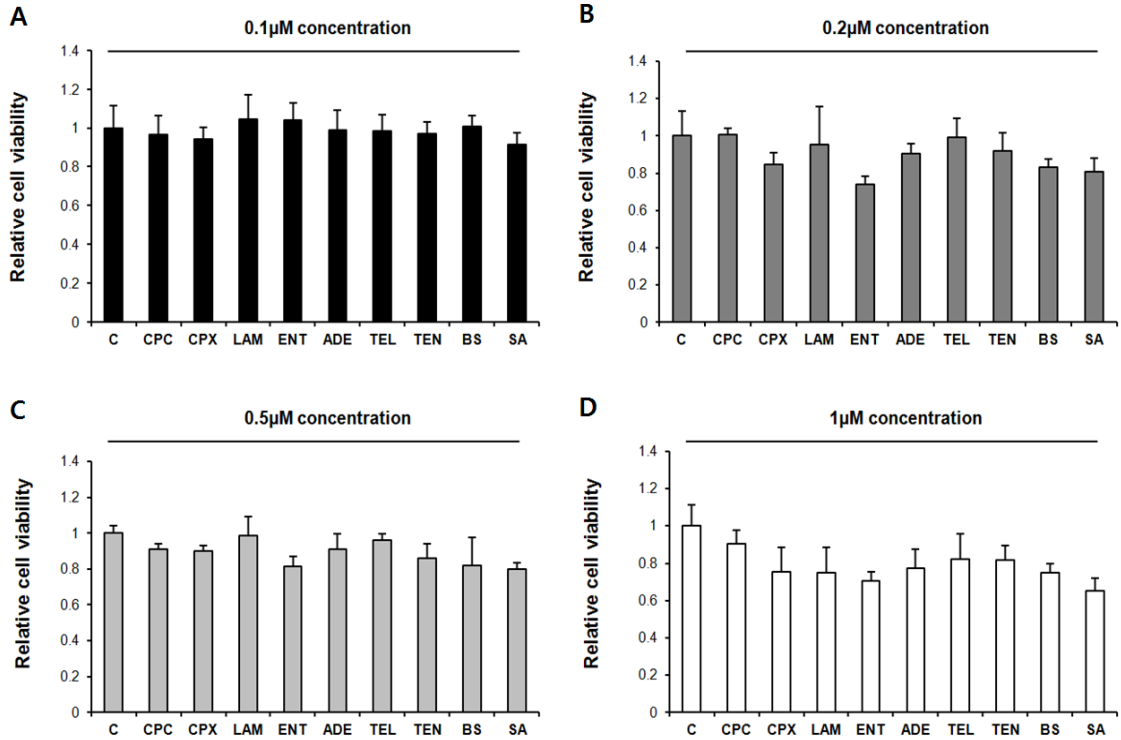 A
0.1µM concentration
Relative cell viability
1.4
1.2
1
0.8
0.6
0.4
0.2
0
C CPC CPX LAM ENT ADE TEL TEN BS SA
B
0.2µM concentration
Relative cell viability
1.4
1.2
1
0.8
0.6
0.4
0.2
0
C CPC CPX LAM ENT ADE TEL TEN BS SA
C
0.5µM concentration
Relative cell viability
1.4
1.2
1
0.8
0.6
0.4
0.2
0
C CPC CPX LAM ENT ADE TEL TEN BS SA
D
1µM concentration
Relative cell viability
1.4
1.2
1
0.8
0.6
0.4
0.2
0
C CPC CPX LAM ENT ADE TEL TEN BS SA